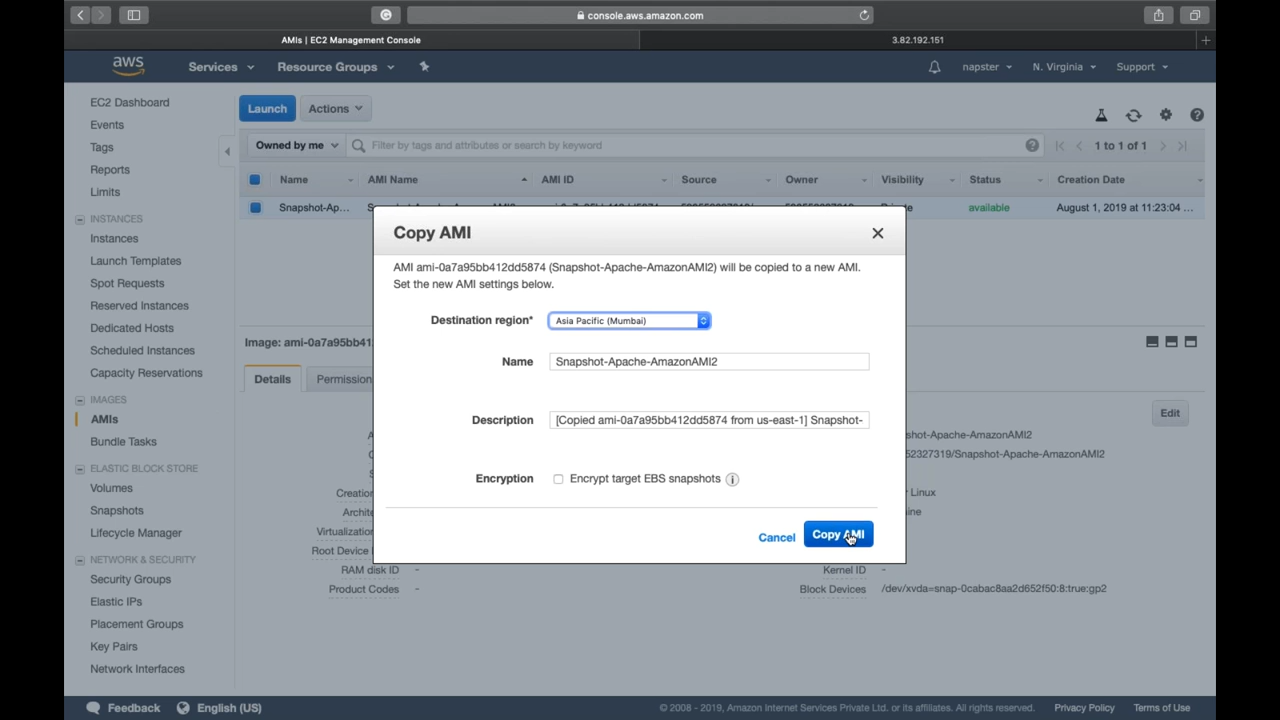 console.aws.amazon.com
AMIs | EC2 Management Console
3.82.192.151
aws
Services
Resource Groups
napster
N. Virginia
Support
EC2 Dashboard
Events
Tags
Reports
Limits
INSTANCES
Instances
Launch Templates
Spot Requests
Reserved Instances
Dedicated Hosts
Scheduled Instances
Capacity Reservations
IMAGES
AMIs
Bundle Tasks
ELASTIC BLOCK STORE
Volumes
Snapshots
Lifecycle Manager
NETWORK & SECURITY
Security Groups
Elastic IPs
Placement Groups
Key Pairs
Network Interfaces
Launch
Actions
Owned by me
Filter by tags and attributes or search by keyword
1 to 1 of 1
Name
AMI Name
AMI ID
Source
Owner
Visibility
Status
Creation Date
Snapshot-Ap...
available
August 1, 2019 at 11:23:04 ...
Copy AMI
AMI ami-0a7a95bb412dd5874 (Snapshot-Apache-AmazonAMI2) will be copied to a new AMI.
Set the new AMI settings below.
Destination region*
Asia Pacific (Mumbai)
Name
Snapshot-Apache-AmazonAMI2
Description
[Copied ami-0a7a95bb412dd5874 from us-east-1] Snapshot-
Encryption
Encrypt target EBS snapshots
Cancel
Copy AMI
Image: ami-0a7a95bb41
Details
Permission
Edit
shot-Apache-AmazonAMI2
52327319/Snapshot-Apache-AmazonAMI2
Creatio
Linux
Archite
ine
Virtualizatio
Root Device
RAM disk ID -
Kernel ID -
Product Codes -
Block Devices /dev/xvda=snap-0cabac8aa2d652f50:8:true:gp2
Feedback
English (US)
© 2008 - 2019, Amazon Internet Services Private Ltd. or its affiliates. All rights reserved.
Privacy Policy
Terms of Use